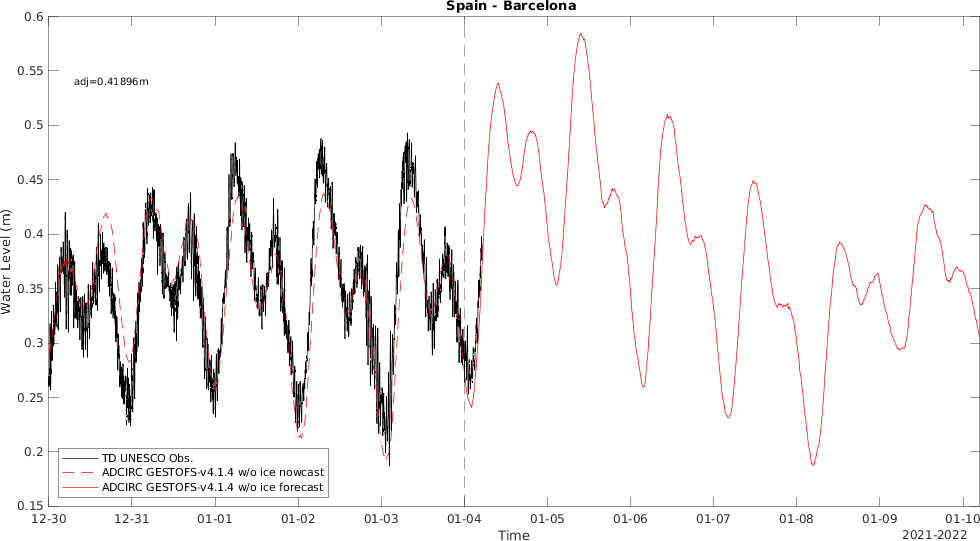 Spain - Barcelona
0.6
0.55
adj=0.41896m
0.5
0.45
0.4
Water Level (m)
0.35
0.3
0.25
0.2
TD UNESCO Obs.
ADCIRC GESTOFS-v4.1.4 w/o ice nowcast
ADCIRC GESTOFS-v4.1.4 w/o ice forecast
0.15
12-30 12-31 01-01 01-02 01-03 01-04 01-05 01-06 01-07 01-08 01-09 01-10
Time
2021-2022